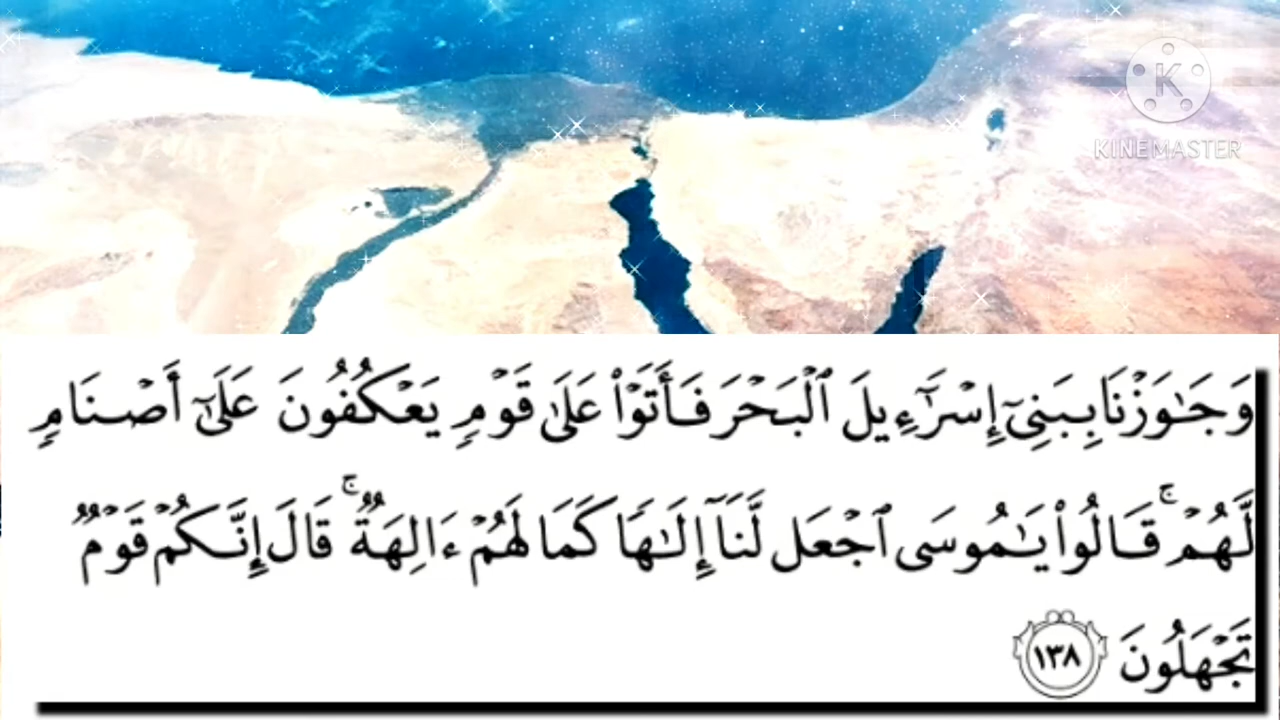 KINEMASTER
وَجَٰوَزْنَا بِبَنِىٓ إِسْرَٰٓءِيلَ ٱلْبَحْرَ فَأَتَوْا۟ عَلَىٰ قَوْمٍ يَعْكُفُونَ عَلَىٰٓ أَصْنَامٍ
لَّهُمْ ۚ قَالُوا۟ يَٰمُوسَى ٱجْعَل لَّنَآ إِلَٰهًا كَمَا لَهُمْ ءَالِهَةٌ ۚ قَالَ إِنَّكُمْ قَوْمٌ
تَجْهَلُونَ ١٣٨